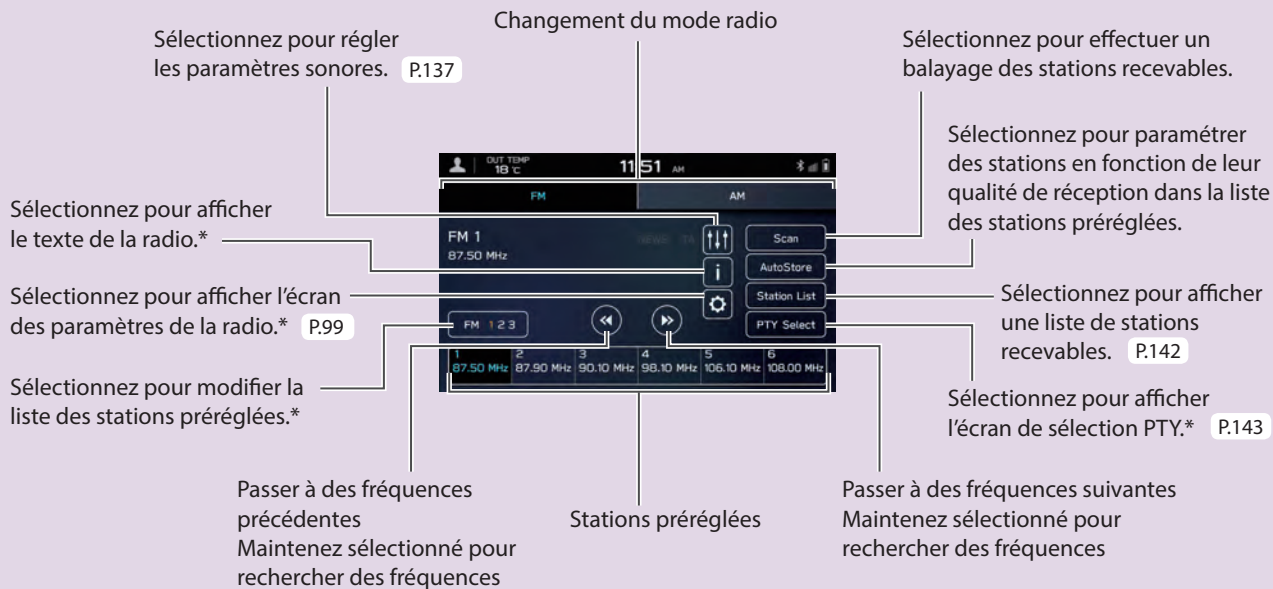 Changement du mode radio
Sélectionnez pour régler
les paramètres sonores. P.137
Sélectionnez pour effectuer un
balayage des stations recevables.
Sélectionnez pour paramétrer
des stations en fonction de leur
qualité de réception dans la liste
des stations préréglées.
Sélectionnez pour afficher
le texte de la radio.*
Sélectionnez pour afficher l'écran
des paramètres de la radio.* P.99
Sélectionnez pour modifier la
liste des stations préréglées.*
OUT TEMP
18 °C
11:51 AM
FM
AM
FM 1
87.50 MHz
NEWS TA
i
Scan
AutoStore
Station List
PTY Select
FM 1 2 3
1 2 3 4 5 6
87.50 MHz 87.90 MHz 90.10 MHz 98.10 MHz 106.10 MHz 108.00 MHz
Sélectionnez pour afficher
une liste de stations
recevables. P.142
Sélectionnez pour afficher
l'écran de sélection PTY.* P.143
Passer à des fréquences
précédentes
Maintenez sélectionné pour
rechercher des fréquences
Stations préréglées
Passer à des fréquences suivantes
Maintenez sélectionné pour
rechercher des fréquences